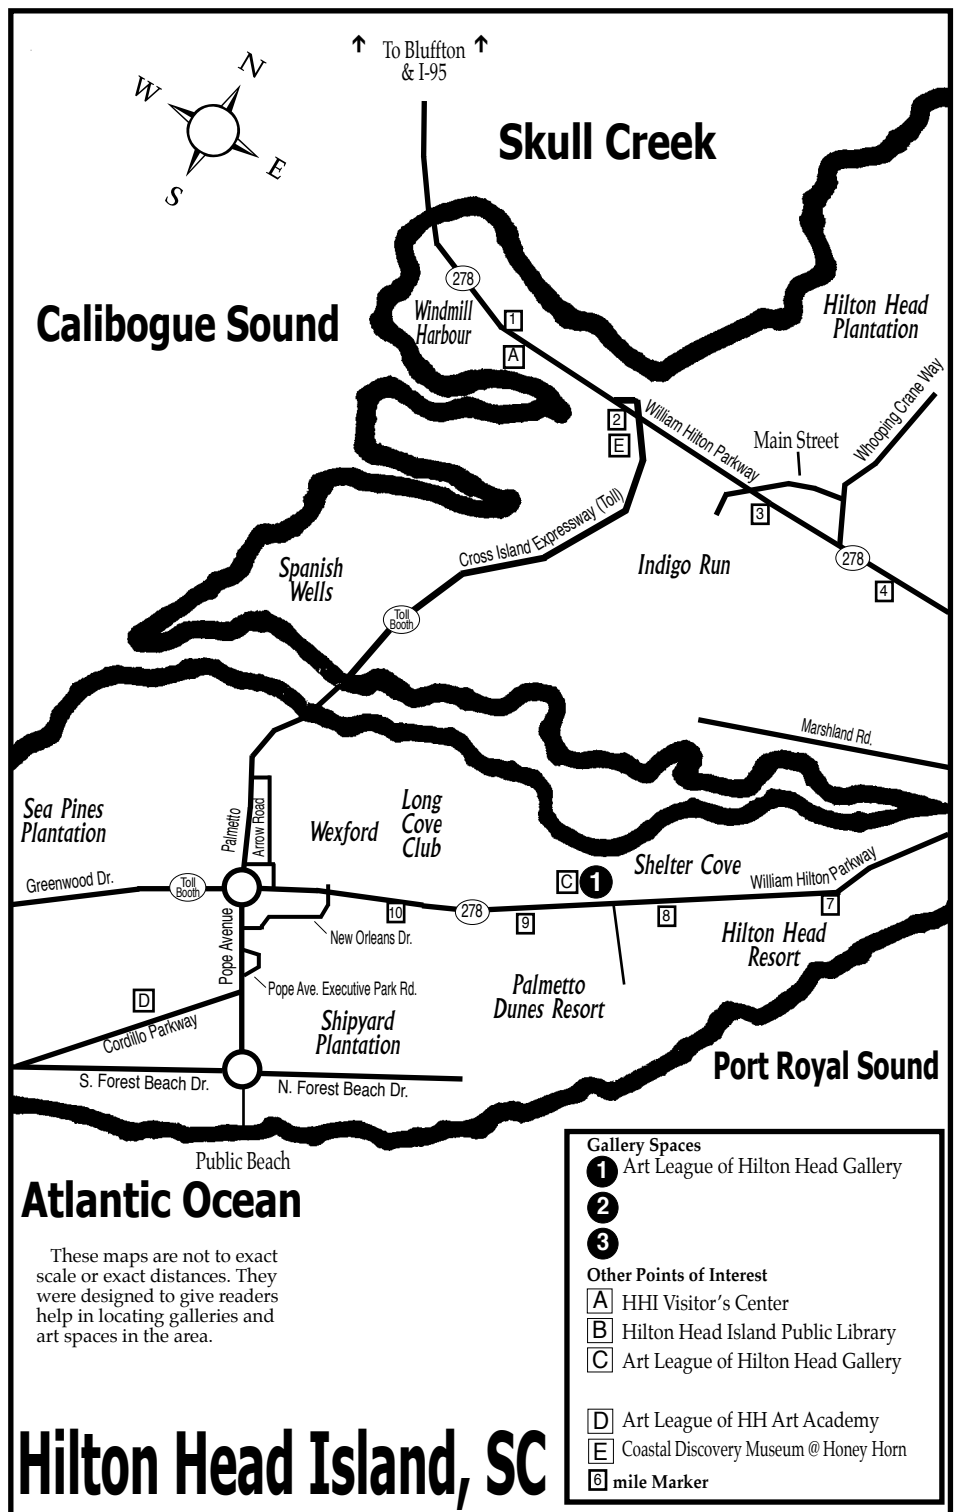 ↑ To Bluffton ↑
& I-95
N
W
E
S
Skull Creek
278
Calibogue Sound
Windmill
Harbour
1
A
Hilton Head
Plantation
Whooping Crane Way
2
E
William Hilton Parkway
Main Street
3
Cross Island Expressway (Toll)
Indigo Run
278
4
Spanish
Wells
Toll
Booth
Marshland Rd.
Sea Pines
Plantation
Palmetto
Arrow Road
Wexford
Long
Cove
Club
Shelter Cove
William Hilton Parkway
Greenwood Dr.
Toll
Booth
C
1
10
278
9
8
7
Pope Avenue
New Orleans Dr.
Hilton Head
Resort
Pope Ave. Executive Park Rd.
Palmetto
Dunes Resort
D
Cordillo Parkway
Shipyard
Plantation
Port Royal Sound
S. Forest Beach Dr.
N. Forest Beach Dr.
Public Beach
Atlantic Ocean
These maps are not to exact
scale or exact distances. They
were designed to give readers
help in locating galleries and
art spaces in the area.
Gallery Spaces
1 Art League of Hilton Head Gallery
2
3
Other Points of Interest
A HHI Visitor's Center
B Hilton Head Island Public Library
C Art League of Hilton Head Gallery
D Art League of HH Art Academy
E Coastal Discovery Museum @ Honey Horn
6 mile Marker
Hilton Head Island, SC